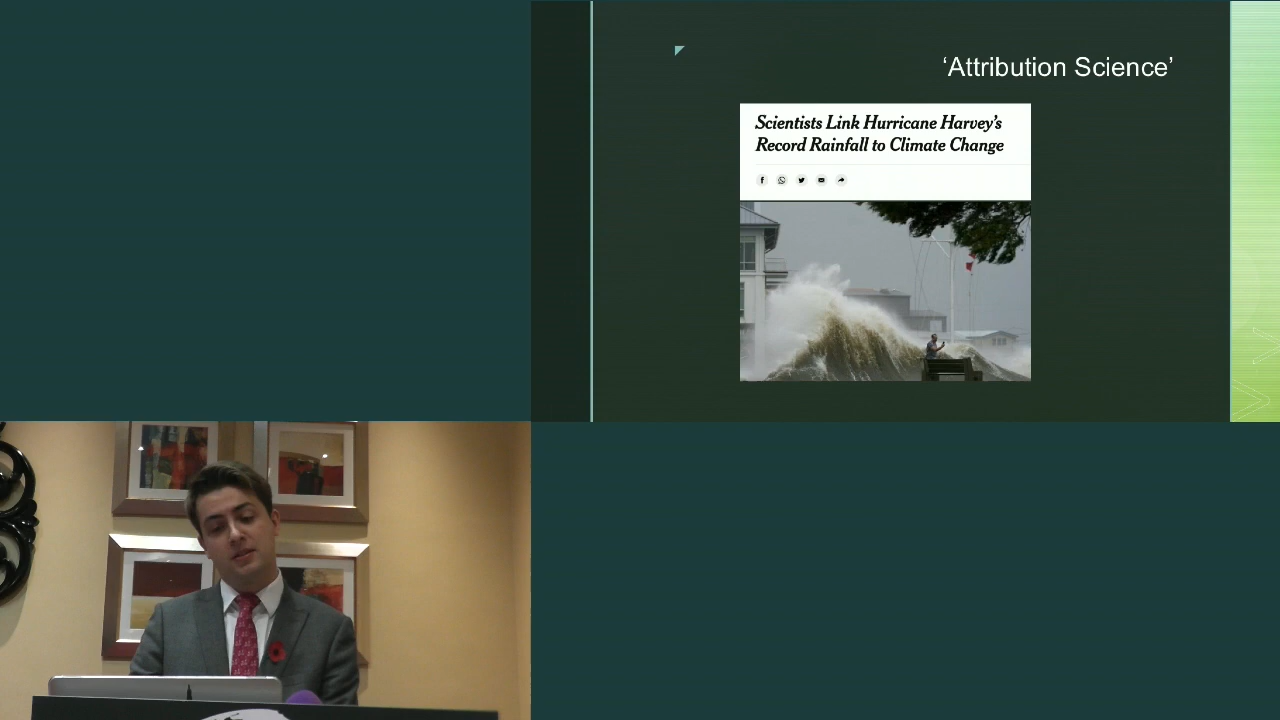 ‘Attribution Science’
Scientists Link Hurricane Harvey’s
Record Rainfall to Climate Change